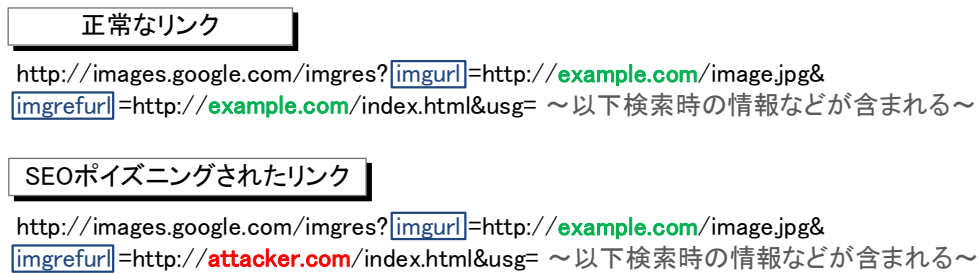 正常なリンク
http://images.google.com/imgres?imgurl=http://example.com/image.jpg&
imgrefurl=http://example.com/index.html&usg= ～以下検索時の情報などが含まれる～
SEOポイズニングされたリンク
http://images.google.com/imgres?imgurl=http://example.com/image.jpg&
imgrefurl=http://attacker.com/index.html&usg= ～以下検索時の情報などが含まれる～